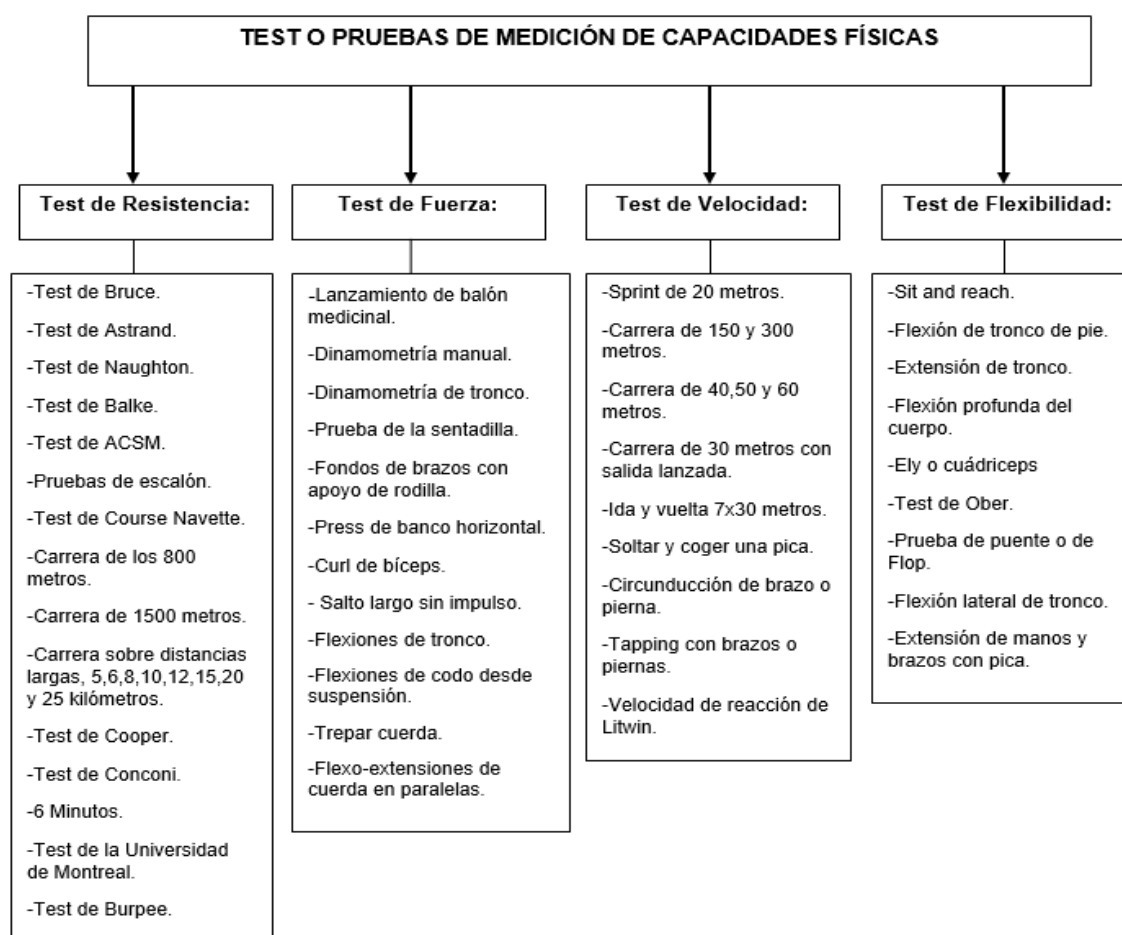 TEST O PRUEBAS DE MEDICIÓN DE CAPACIDADES FÍSICAS
Test de Resistencia:
-Test de Bruce.
-Test de Astrand.
-Test de Naughton.
-Test de Balke.
-Test de ACSM.
-Pruebas de escalón.
-Test de Course Navette.
-Carrera de los 800
metros.
-Carrera de 1500 metros.
-Carrera sobre distancias
largas, 5,6,8,10,12,15,20
y 25 kilómetros.
-Test de Cooper.
-Test de Conconi.
-6 Minutos.
-Test de la Universidad
de Montreal.
-Test de Burpee.
Test de Fuerza:
-Lanzamiento de balón
medicinal.
-Dinamometría manual.
-Dinamometría de tronco.
-Prueba de la sentadilla.
-Fondos de brazos con
apoyo de rodilla.
-Press de banco horizontal.
-Curl de bíceps.
- Salto largo sin impulso.
-Flexiones de tronco.
-Flexiones de codo desde
suspensión.
-Trepar cuerda.
-Flexo-extensiones de
cuerda en paralelas.
Test de Velocidad:
-Sprint de 20 metros.
-Carrera de 150 y 300
metros.
-Carrera de 40,50 y 60
metros.
-Carrera de 30 metros con
salida lanzada.
-Ida y vuelta 7x30 metros.
-Soltar y coger una pica.
-Circunducción de brazo o
pierna.
-Tapping con brazos o
piernas.
-Velocidad de reacción de
Litwin.
Test de Flexibilidad:
-Sit and reach.
-Flexión de tronco de pie.
-Extensión de tronco.
-Flexión profunda del
cuerpo.
-Ely o cuádriceps
-Test de Ober.
-Prueba de puente o de
Flop.
-Flexión lateral de tronco.
-Extensión de manos y
brazos con pica.